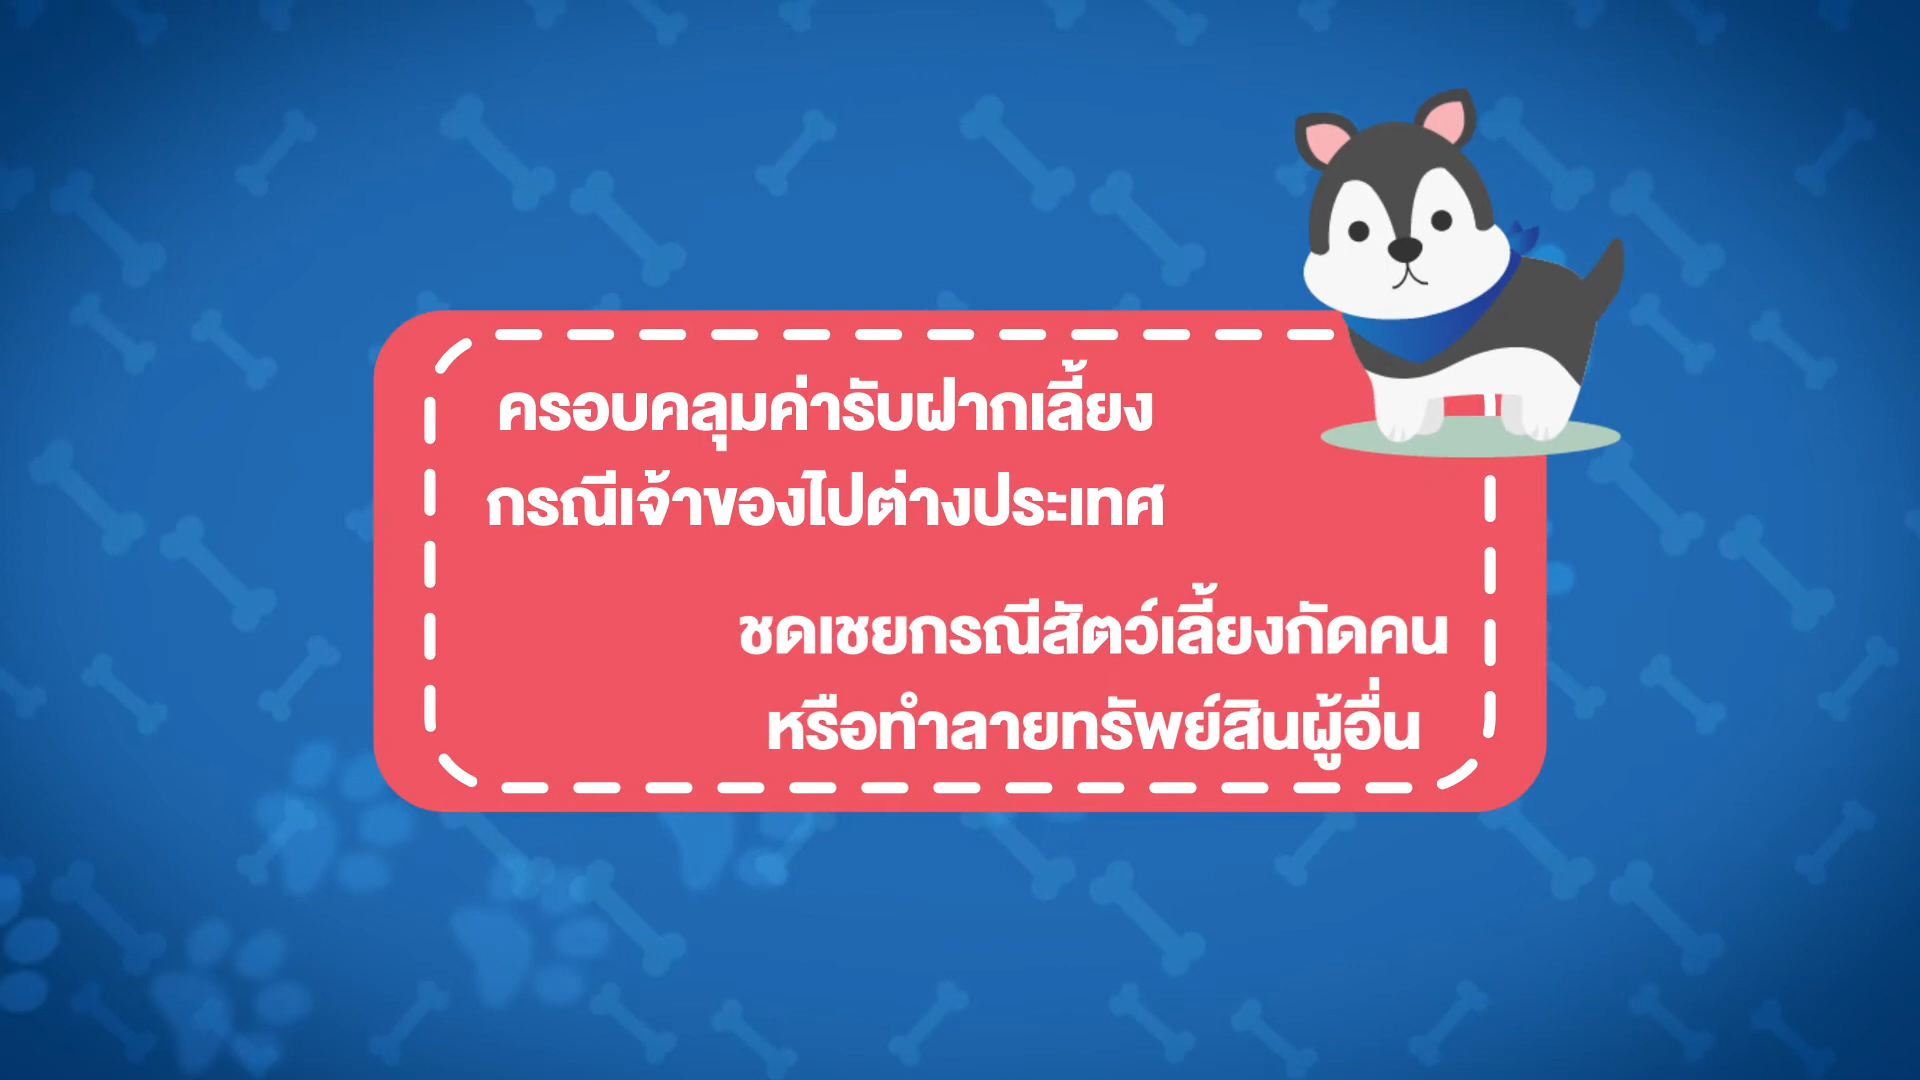 ครอบคลุมค่ารับฝากเลี้ยง
กรณีเจ้าของไปต่างประเทศ
ชดเชยกรณีสัตว์เลี้ยงกัดคน
หรือทำลายทรัพย์สินผู้อื่น